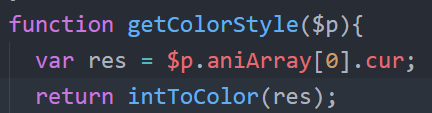 function getColorStyle($p){
  var res = $p.aniArray[0].cur;
  return intToColor(res);